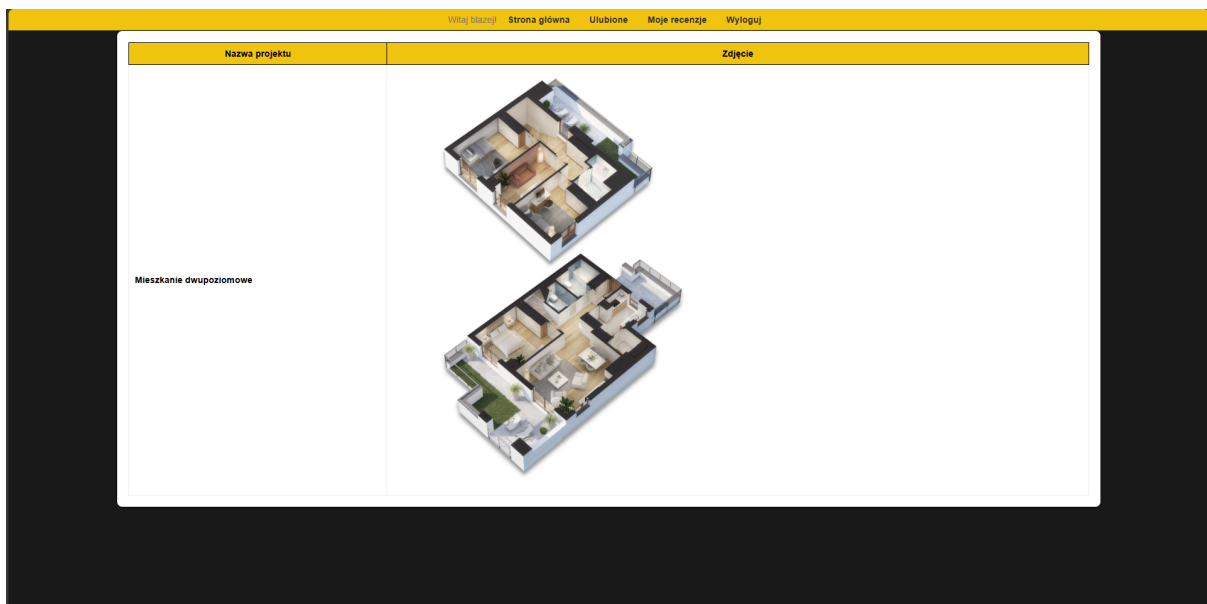 Witaj blazej! Strona główna Ulubione Moje recenzje Wyloguj
Nazwa projektu Zdjęcie
Mieszkanie dwupoziomowe